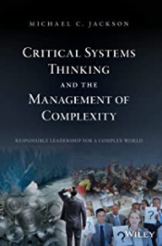 MICHAEL C. JACKSON
CRITICAL SYSTEMS
THINKING
AND THE
MANAGEMENT OF
COMPLEXITY
RESPONSIBLE LEADERSHIP FOR A COMPLEX WORLD
WILEY